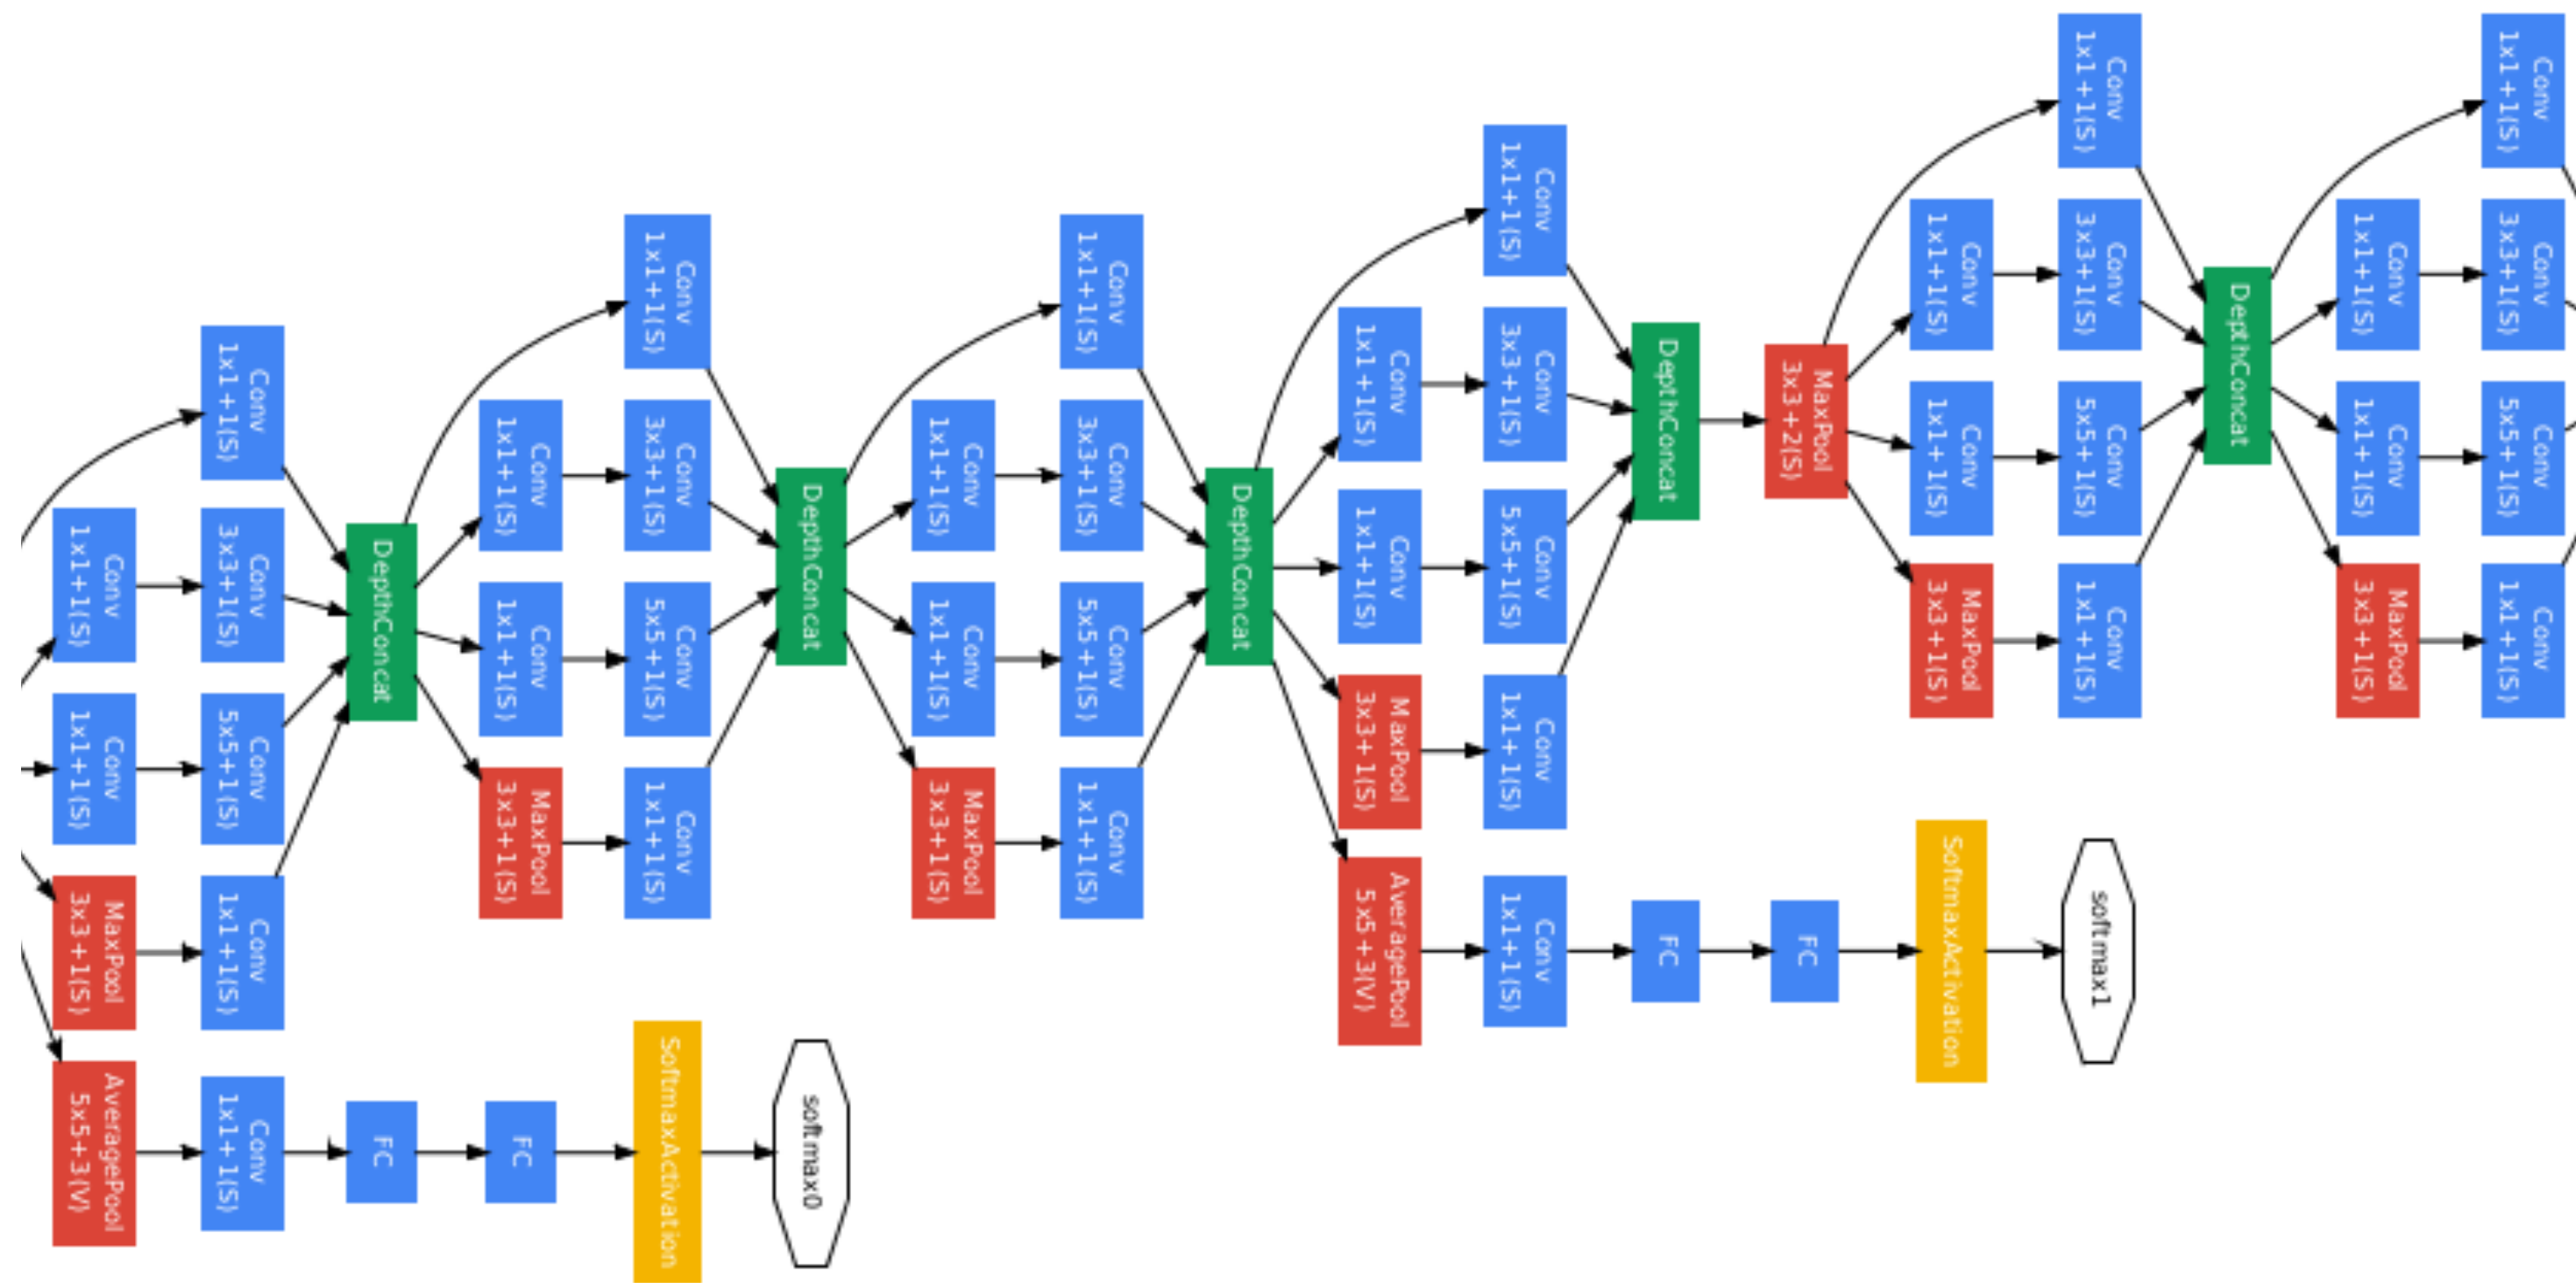 Conv
1x1+1(S)
Conv
1x1+1(S)
Conv
3x3+1(S)
Conv
1x1+1(S)
Conv
5x5+1(S)
MaxPool
3x3+1(S)
Conv
1x1+1(S)
AveragePool
5x5+3(V)
Conv
1x1+1(S)
FC
FC
SoftmaxActivation
softmax0
DepthConcat
Conv
1x1+1(S)
Conv
1x1+1(S)
Conv
3x3+1(S)
Conv
1x1+1(S)
Conv
5x5+1(S)
MaxPool
3x3+1(S)
Conv
1x1+1(S)
DepthConcat
Conv
1x1+1(S)
Conv
1x1+1(S)
Conv
3x3+1(S)
Conv
1x1+1(S)
Conv
5x5+1(S)
MaxPool
3x3+1(S)
Conv
1x1+1(S)
DepthConcat
Conv
1x1+1(S)
Conv
1x1+1(S)
Conv
3x3+1(S)
Conv
1x1+1(S)
Conv
5x5+1(S)
MaxPool
3x3+1(S)
Conv
1x1+1(S)
AveragePool
5x5+3(V)
Conv
1x1+1(S)
FC
FC
SoftmaxActivation
softmax1
DepthConcat
MaxPool
3x3+2(S)
Conv
1x1+1(S)
Conv
1x1+1(S)
Conv
3x3+1(S)
Conv
1x1+1(S)
Conv
5x5+1(S)
MaxPool
3x3+1(S)
Conv
1x1+1(S)
DepthConcat
Conv
1x1+1(S)
Conv
1x1+1(S)
Conv
3x3+1(S)
Conv
1x1+1(S)
Conv
5x5+1(S)
MaxPool
3x3+1(S)
Conv
1x1+1(S)